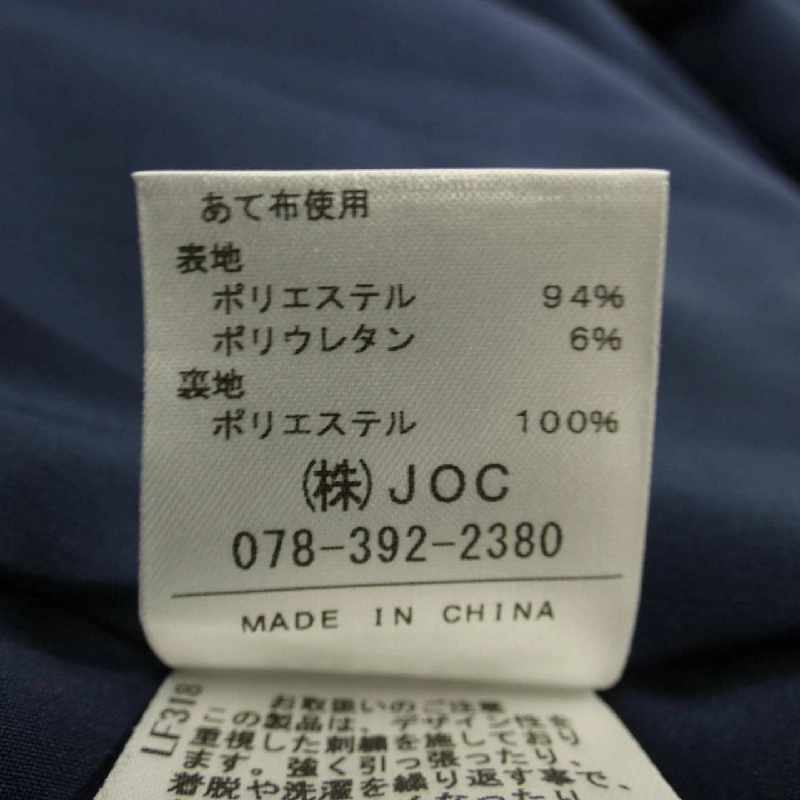 あて布使用
表地
ポリエステル 94%
ポリウレタン 6%
裏地
ポリエステル 100%
(株)JOC
078-392-2380
MADE IN CHINA
LF318
お取扱いのご注意
この製品は、デザイン性を
重視した刺繍を施しており
ます。強く引っ張ったり、
着脱や洗濯を繰り返す事で、